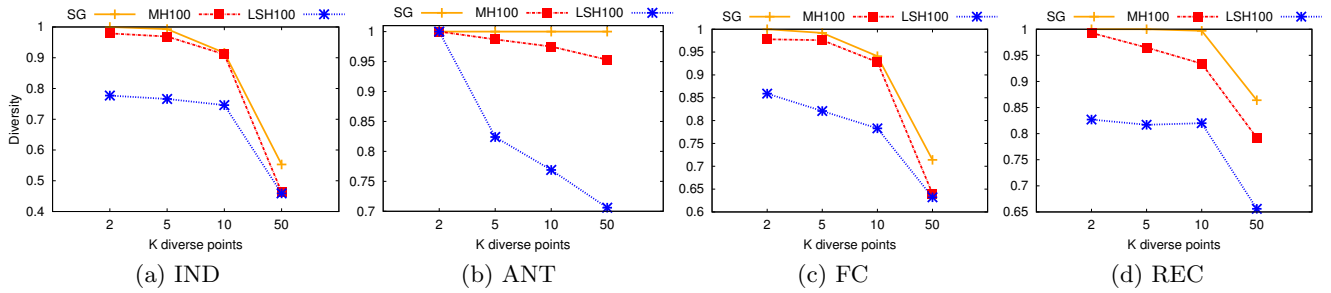 SG MH100 LSH100
1
0.9
0.8
0.7
0.6
0.5
0.4
Diversity
2 5 10 50
K diverse points
(a) IND
SG MH100 LSH100
1
0.95
0.9
0.85
0.8
0.75
0.7
2 5 10 50
K diverse points
(b) ANT
SG MH100 LSH100
1
0.95
0.9
0.85
0.8
0.75
0.7
0.65
0.6
2 5 10 50
K diverse points
(c) FC
SG MH100 LSH100
1
0.95
0.9
0.85
0.8
0.75
0.7
0.65
2 5 10 50
K diverse points
(d) REC